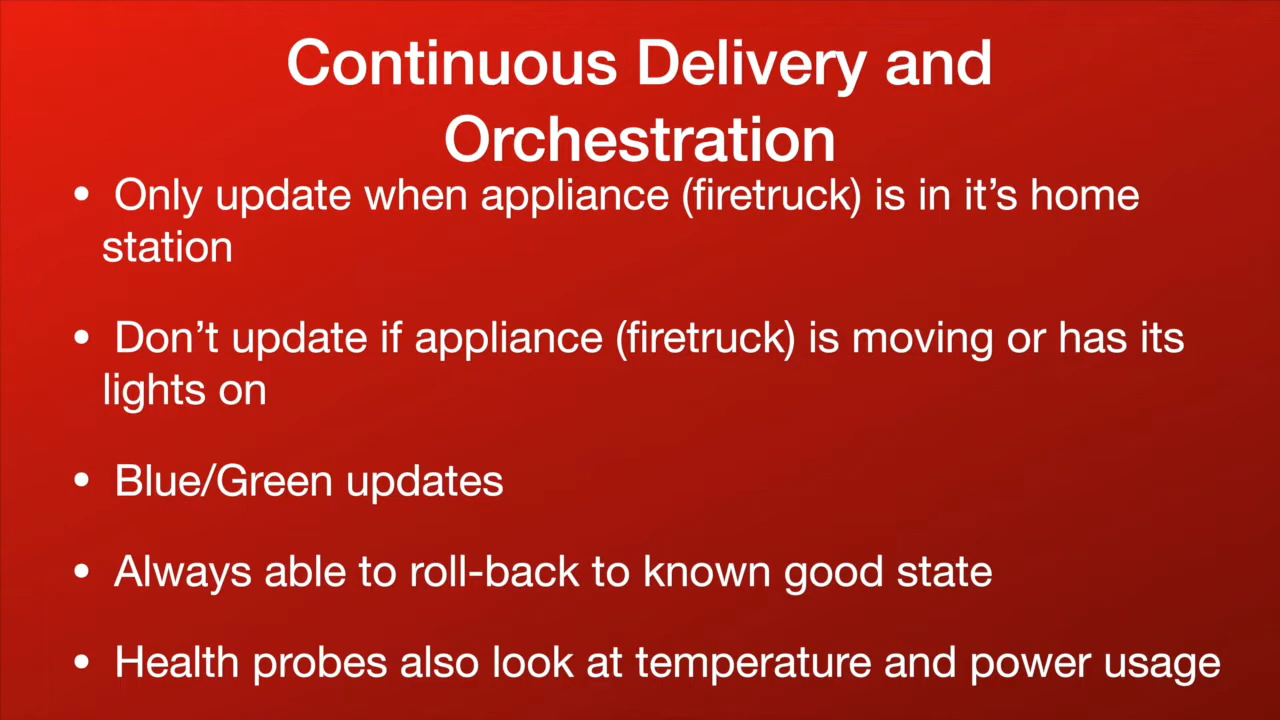 Continuous Delivery and
Orchestration
• Only update when appliance (firetruck) is in it’s home
station
• Don’t update if appliance (firetruck) is moving or has its
lights on
• Blue/Green updates
• Always able to roll-back to known good state
• Health probes also look at temperature and power usage